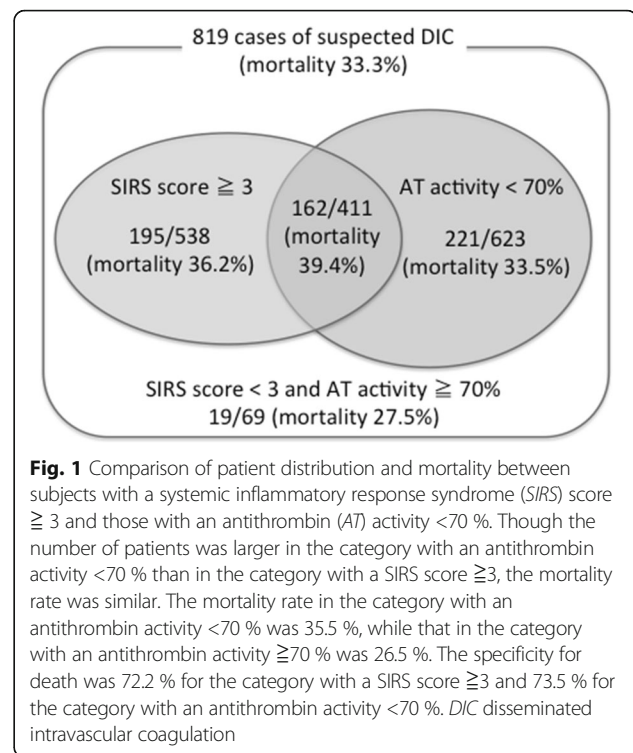 819 cases of suspected DIC
(mortality 33.3%)
SIRS score ≧ 3
195/538
(mortality 36.2%)
162/411
(mortality
39.4%)
AT activity < 70%
221/623
(mortality 33.5%)
SIRS score < 3 and AT activity ≧ 70%
19/69 (mortality 27.5%)
Fig. 1 Comparison of patient distribution and mortality between
subjects with a systemic inflammatory response syndrome (SIRS) score
≧ 3 and those with an antithrombin (AT) activity <70 %. Though the
number of patients was larger in the category with an antithrombin
activity <70 % than in the category with a SIRS score ≧3, the mortality
rate was similar. The mortality rate in the category with an
antithrombin activity <70 % was 35.5 %, while that in the category
with an antithrombin activity ≧70 % was 26.5 %. The specificity for
death was 72.2 % for the category with a SIRS score ≧3 and 73.5 % for
the category with an antithrombin activity <70 %. DIC disseminated
intravascular coagulation